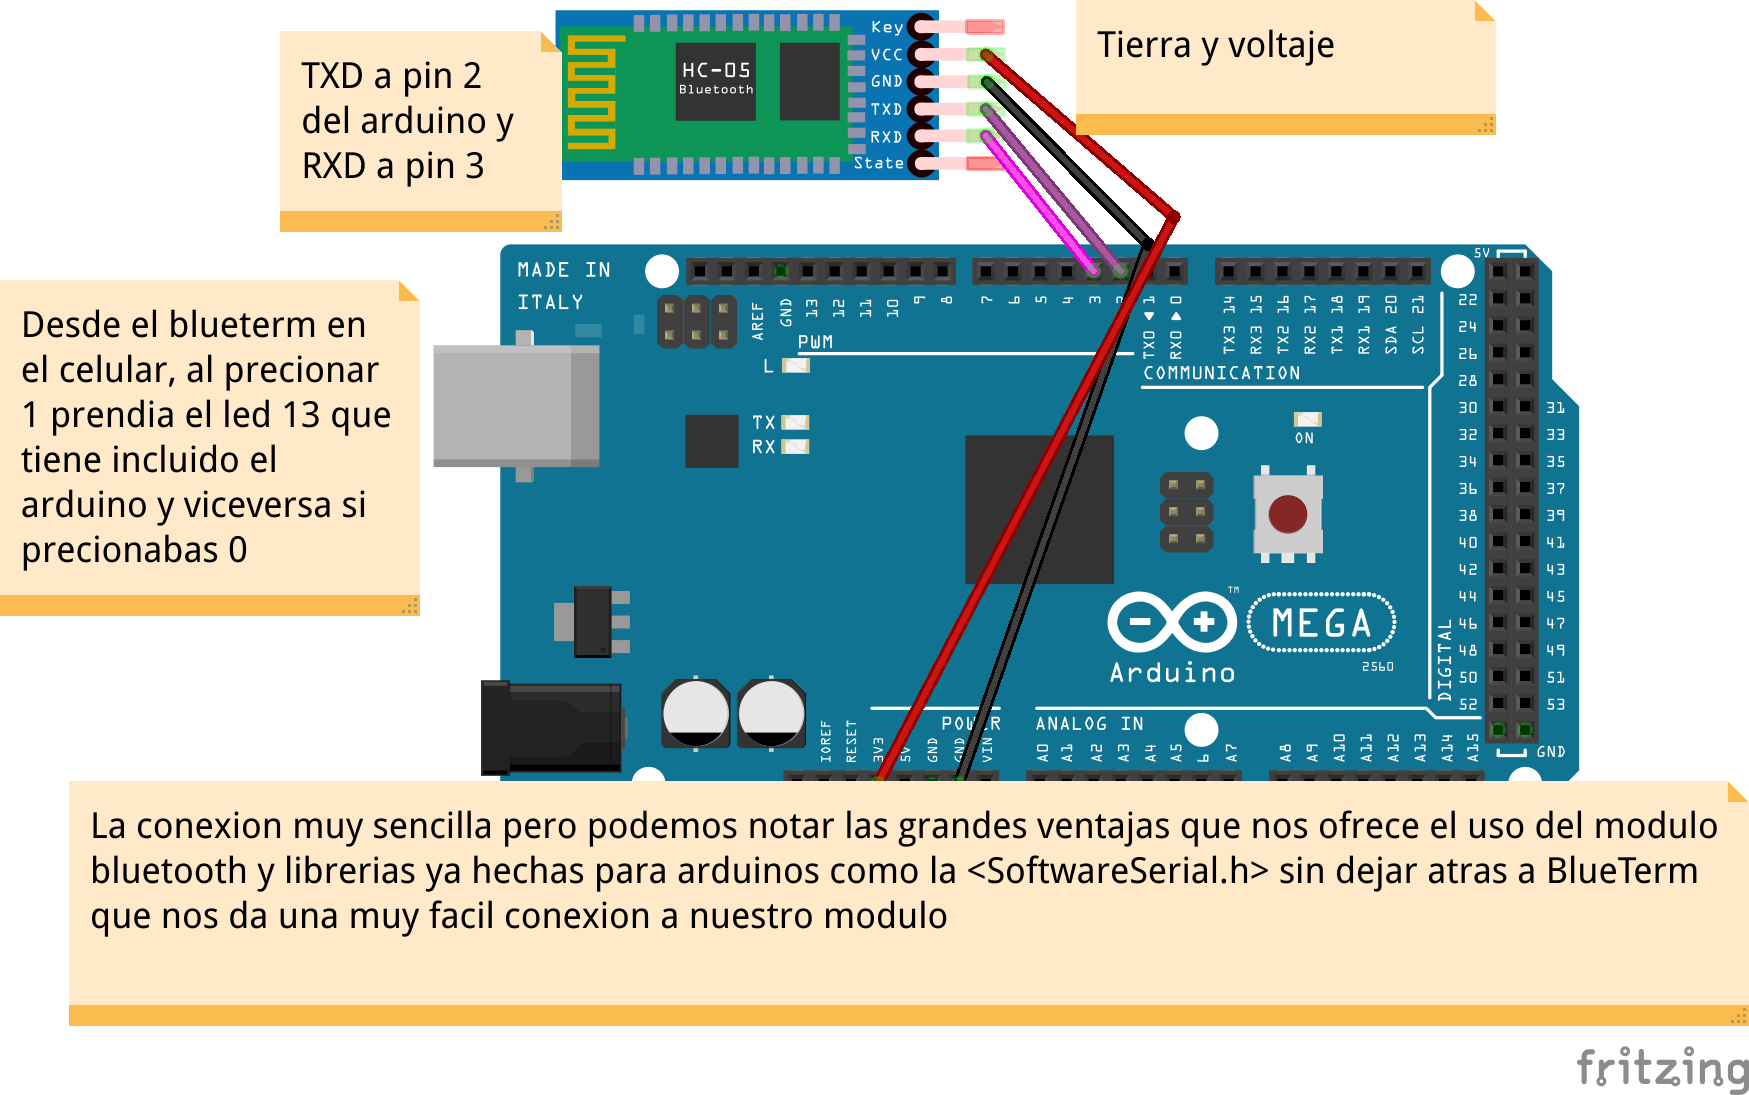 TXD a pin 2
del arduino y
RXD a pin 3
HC-05
Bluetooth
Key
VCC
GND
TXD
RXD
State
Tierra y voltaje
Desde el blueterm en
el celular, al precionar
1 prendia el led 13 que
tiene incluido el
arduino y viceversa si
precionabas 0
MADE IN
ITALY
AREF
GND
13
12
11
10
9
8
7
6
5
4
3
2
TX0 1
RX0 0
TX3 14
RX3 15
TX2 16
RX2 17
TX1 18
RX1 19
SDA 20
SCL 21
PWM
COMMUNICATION
L
TX
RX
ON
5V
22
24
26
28
30 31
32 33
34 35
36 37
38 39
40 41
42 43
44 45
46 47
48 49
50 51
52 53
GND
DIGITAL
MEGA
2560
TM
Arduino
POWER
ANALOG IN
IOREF
RESET
3V3
5V
GND
GND
VIN
A0
A1
A2
A3
A4
A5
6
A7
A8
A9
A10
A11
A12
A13
A14
A15
La conexion muy sencilla pero podemos notar las grandes ventajas que nos ofrece el uso del modulo
bluetooth y librerias ya hechas para arduinos como la <SoftwareSerial.h> sin dejar atras a BlueTerm
que nos da una muy facil conexion a nuestro modulo
fritzing